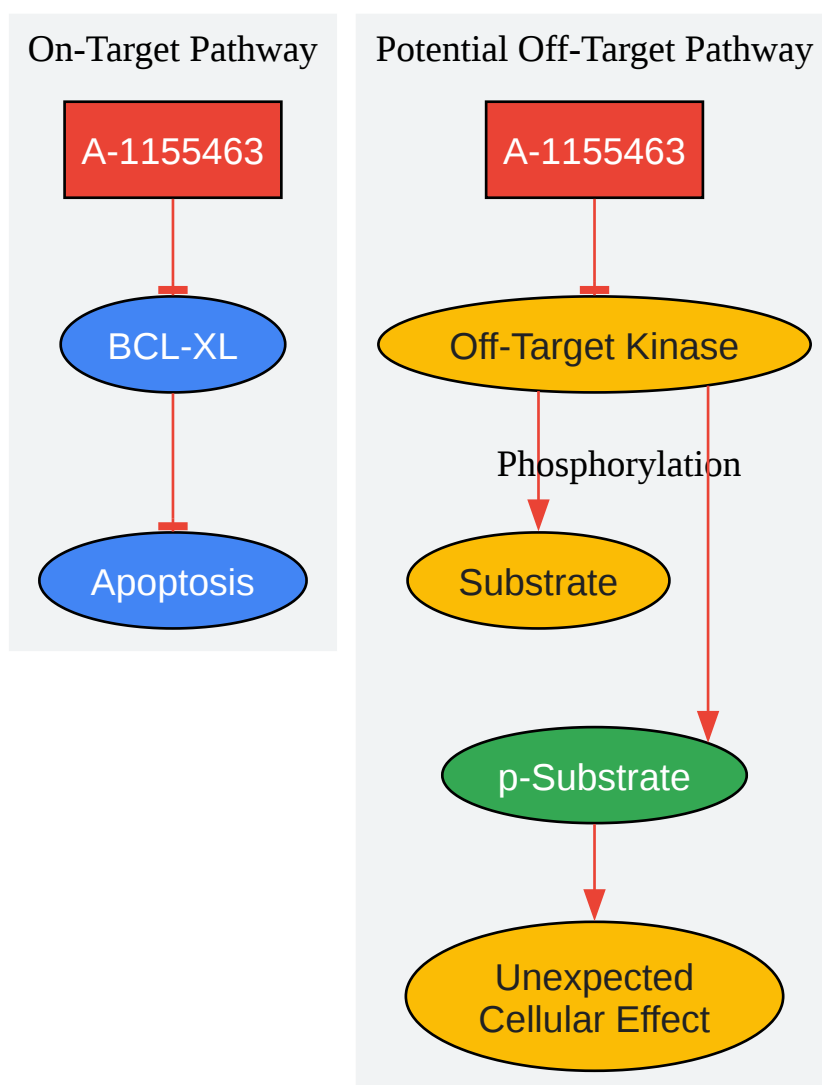 On-Target Pathway
A-1155463
BCL-XL
Apoptosis
Potential Off-Target Pathway
A-1155463
Off-Target Kinase
Phosphorylation
Substrate
p-Substrate
Unexpected
Cellular Effect